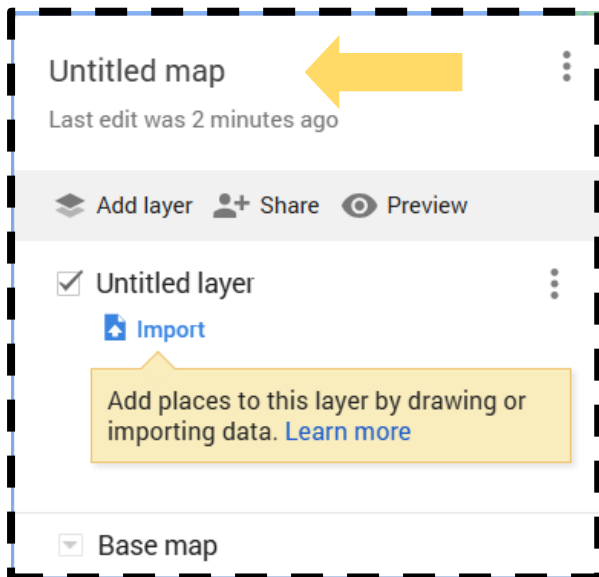 Untitled map
Last edit was 2 minutes ago
Add layer Share Preview
Untitled layer
Import
Add places to this layer by drawing or
importing data. Learn more
Base map